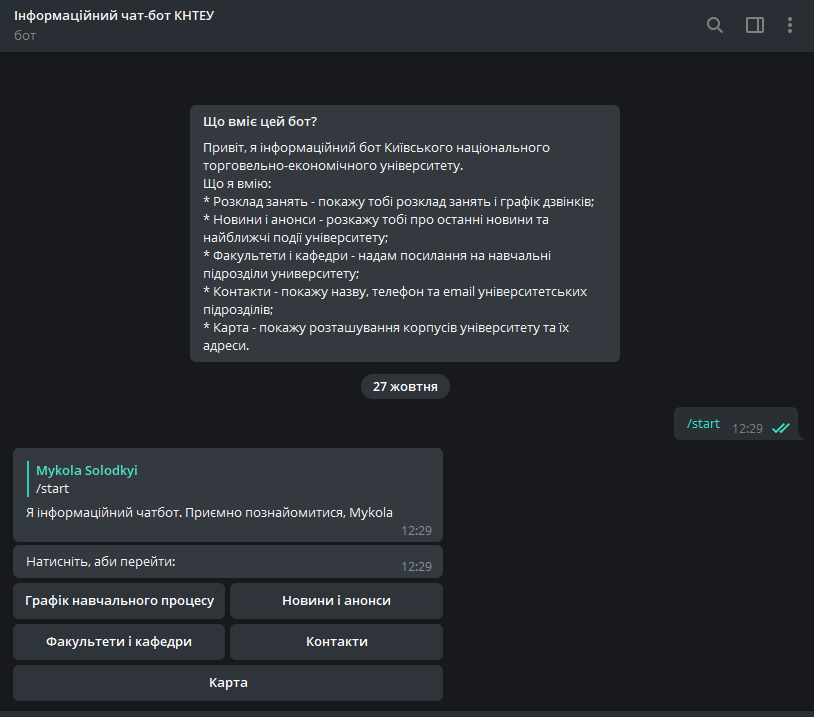 Інформаційний чат-бот КНТЕУ
бот
Що вміє цей бот?
Привіт, я інформаційний бот Київського національного
торговельно-економічного університету.
Що я вмію:
* Розклад занять - покажу тобі розклад занять і графік дзвінків;
* Новини і анонси - розкажу тобі про останні новини та
найближчі події університету;
* Факультети і кафедри - надам посилання на навчальні
підрозділи университету;
* Контакти - покажу назву, телефон та email університетських
підрозділів;
* Карта - покажу розташування корпусів університету та їх
адреси.
27 жовтня
/start 12:29
Mykola Solodkyi
/start
Я інформаційний чатбот. Приємно познайомитися, Mykola
12:29
Натисніть, аби перейти: 12:29
Графік навчального процесу Новини і анонси
Факультети і кафедри Контакти
Карта